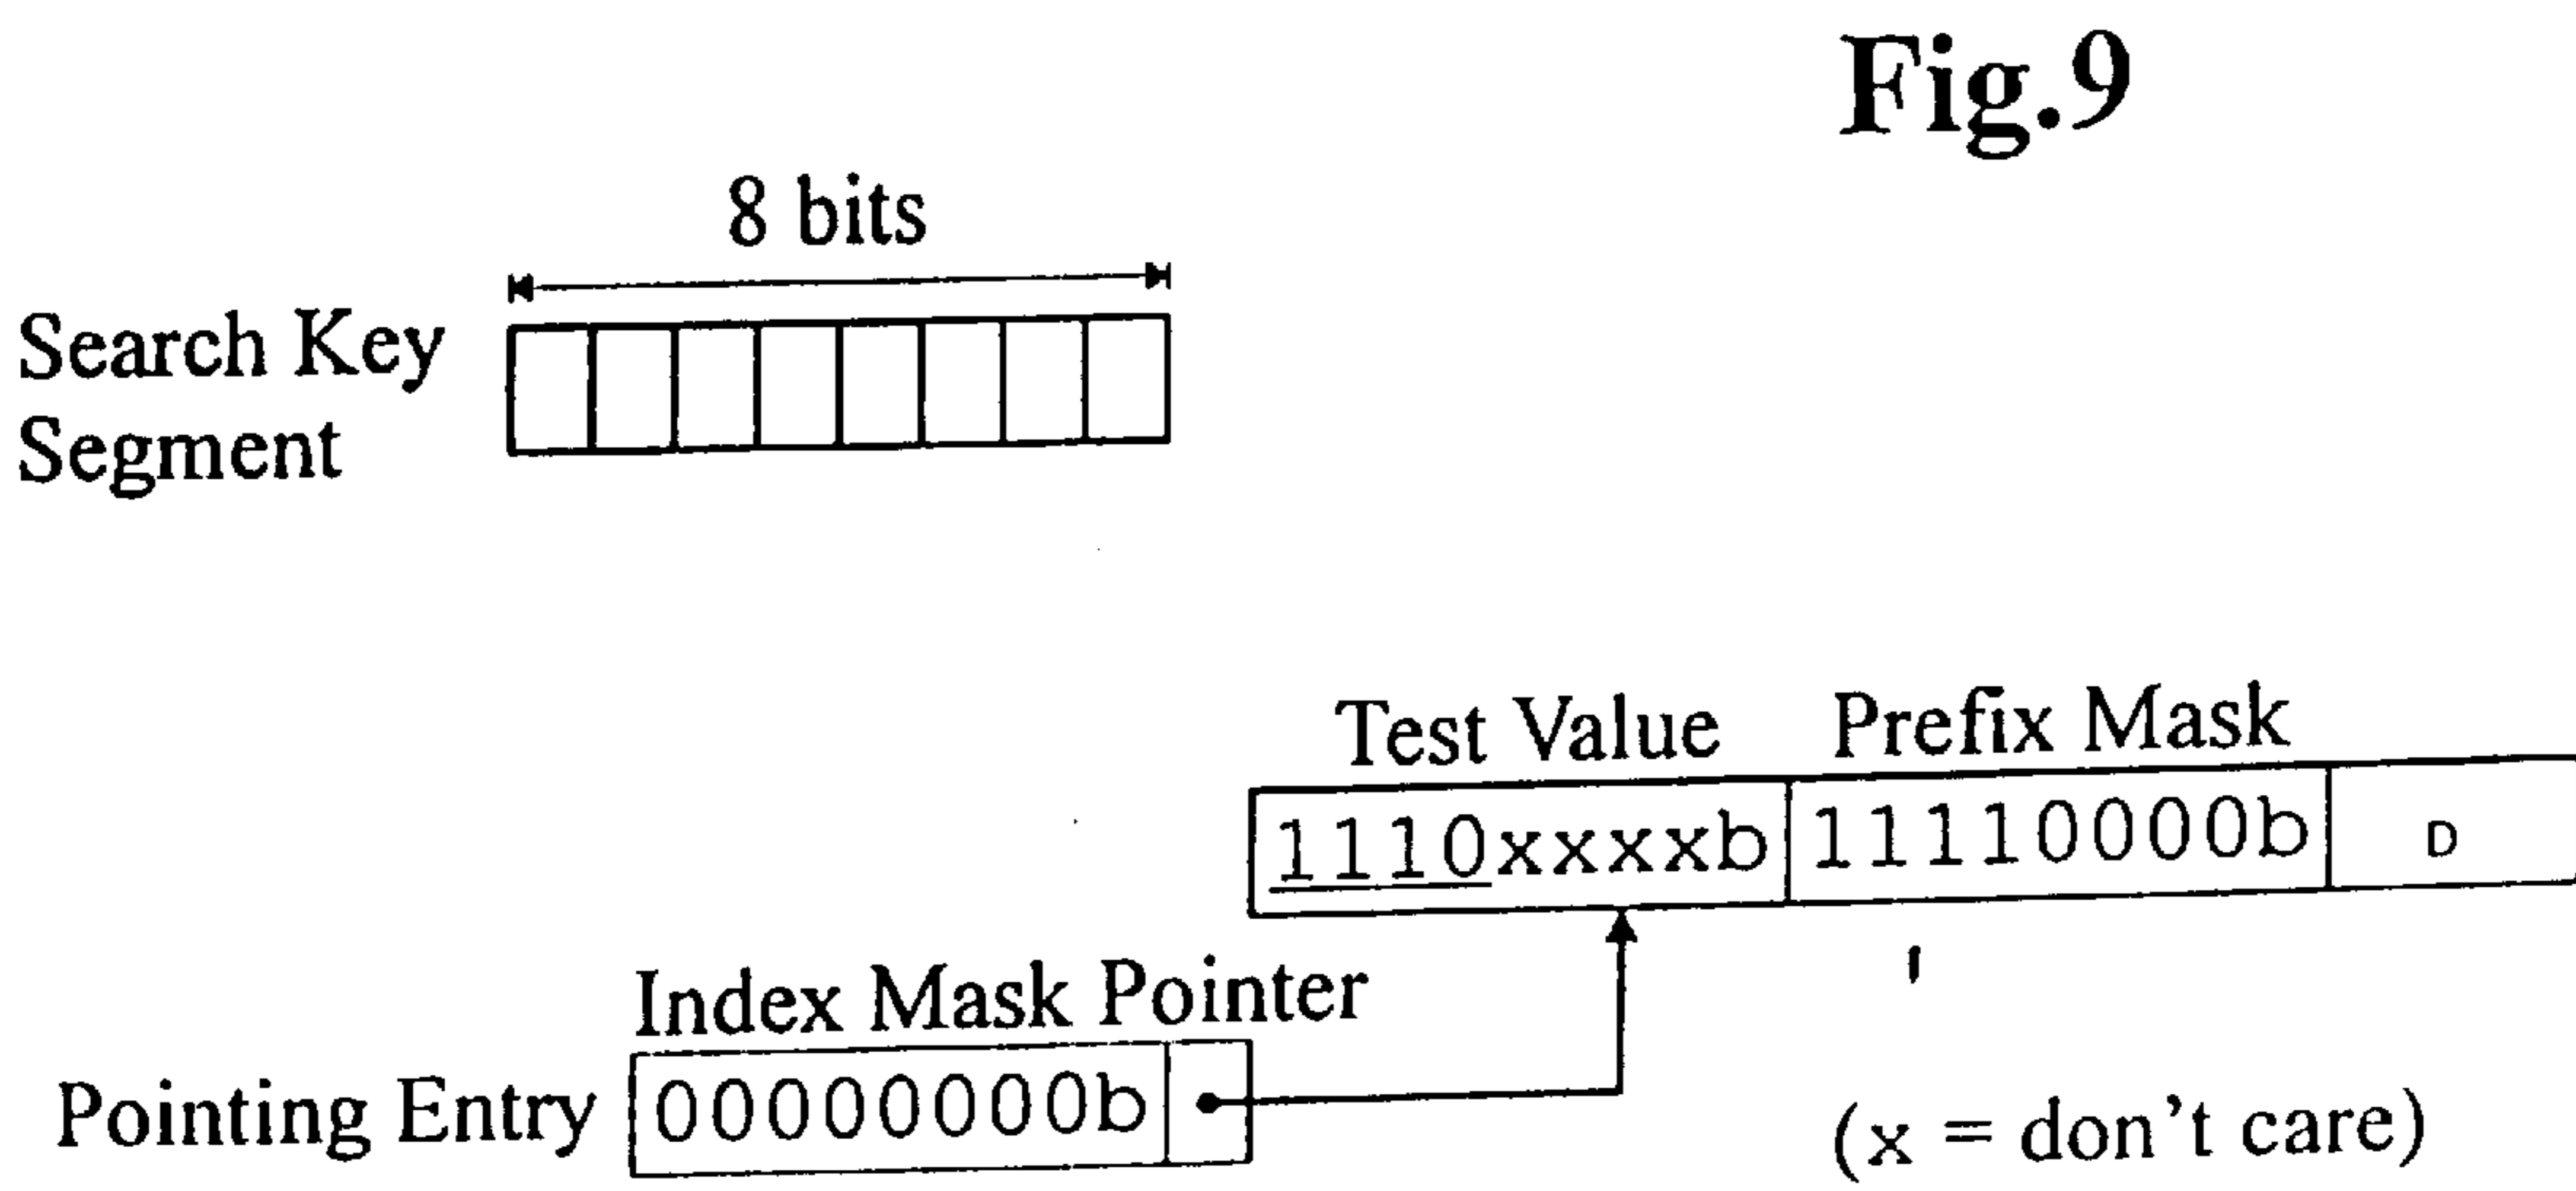 Fig.9
8 bits
Search Key
Segment
Test Value Prefix Mask
1110xxxxb 11110000b D
Index Mask Pointer
Pointing Entry 00000000b
(x = don't care)